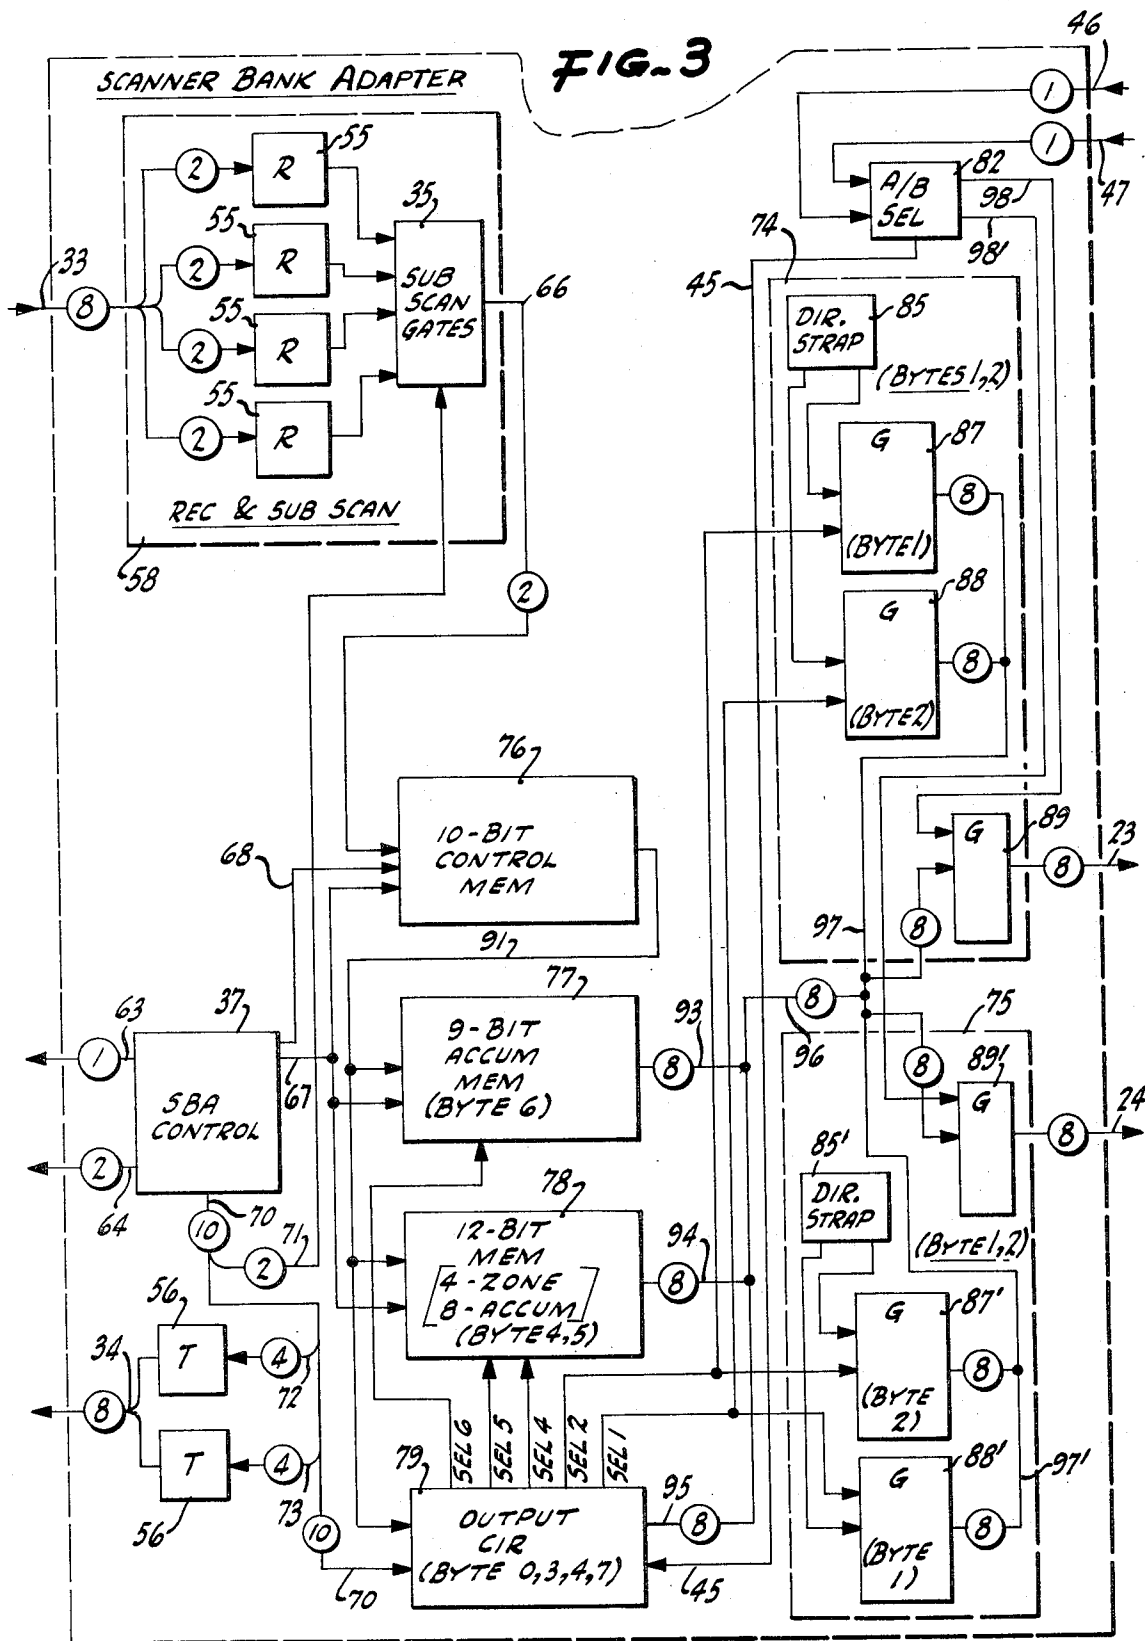 FIG-3
SCANNER BANK ADAPTER
46
1
1
47
55
2
R
55
2
R
55
2
R
55
2
R
33
8
35
SUB
SCAN
GATES
66
REC & SUB SCAN
58
2
82
A/B
SEL
98
98'
74
45
85
DIR.
STRAP
(BYTES 1,2)
87
G
8
(BYTE 1)
88
G
8
(BYTE 2)
76
10-BIT
CONTROL
MEM
68
91
89
G
8
23
8
97
8
96
77
9-BIT
ACCUM
MEM
(BYTE 6)
93
8
63
1
37
SBA
CONTROL
67
2
64
70
10
2
71
78
12-BIT
MEM
4-ZONE
8-ACCUM
(BYTE 4,5)
94
8
75
8
89'
G
8
24
85'
DIR.
STRAP
(BYTE 1,2)
56
T
4
72
34
8
T
4
73
56
10
70
SEL 6
SEL 5
SEL 4
SEL 2
SEL 1
79
OUTPUT
CIR
(BYTE 0,3,4,7)
95
8
45
87'
G
8
(BYTE
2)
88'
G
8
(BYTE
1)
97'